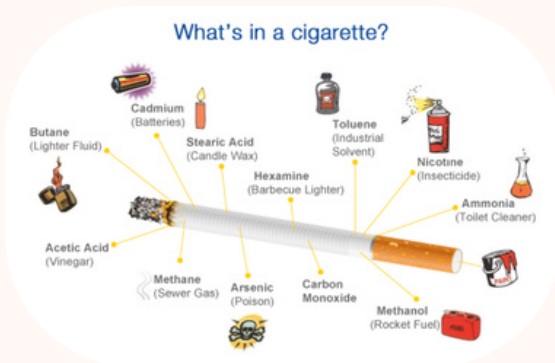 What's in a cigarette?
Cadmium
(Batteries)
Butane
(Lighter Fluid)
Stearic Acid
(Candle Wax)
Hexamine
(Barbecue Lighter)
Toluene
(Industrial
Solvent)
Nicotine
(Insecticide)
Ammonia
(Toilet Cleaner)
Acetic Acid
(Vinegar)
Methane
(Sewer Gas)
Arsenic
(Poison)
Carbon
Monoxide
Methanol
(Rocket Fuel)
PAINT